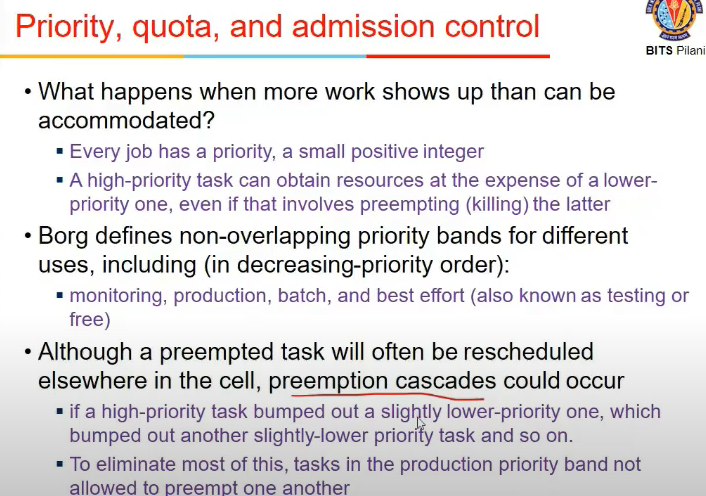 Priority, quota, and admission control
BITS Pilani
• What happens when more work shows up than can be
accommodated?
▪ Every job has a priority, a small positive integer
▪ A high-priority task can obtain resources at the expense of a lower-
priority one, even if that involves preempting (killing) the latter
• Borg defines non-overlapping priority bands for different
uses, including (in decreasing-priority order):
▪ monitoring, production, batch, and best effort (also known as testing or
free)
• Although a preempted task will often be rescheduled
elsewhere in the cell, preemption cascades could occur
▪ if a high-priority task bumped out a slightly lower-priority one, which
bumped out another slightly-lower priority task and so on.
▪ To eliminate most of this, tasks in the production priority band not
allowed to preempt one another